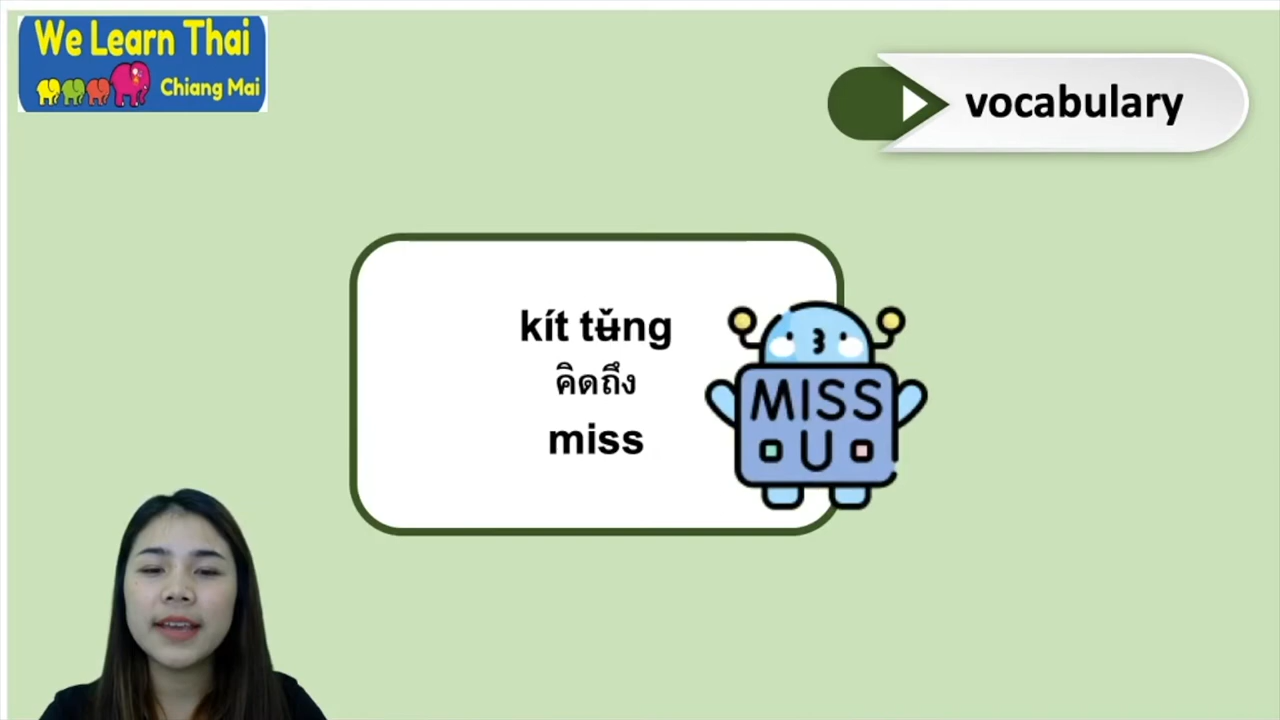 We Learn Thai
Chiang Mai
vocabulary
kít tʉ̌ng
คิดถึง
miss
MISS
U